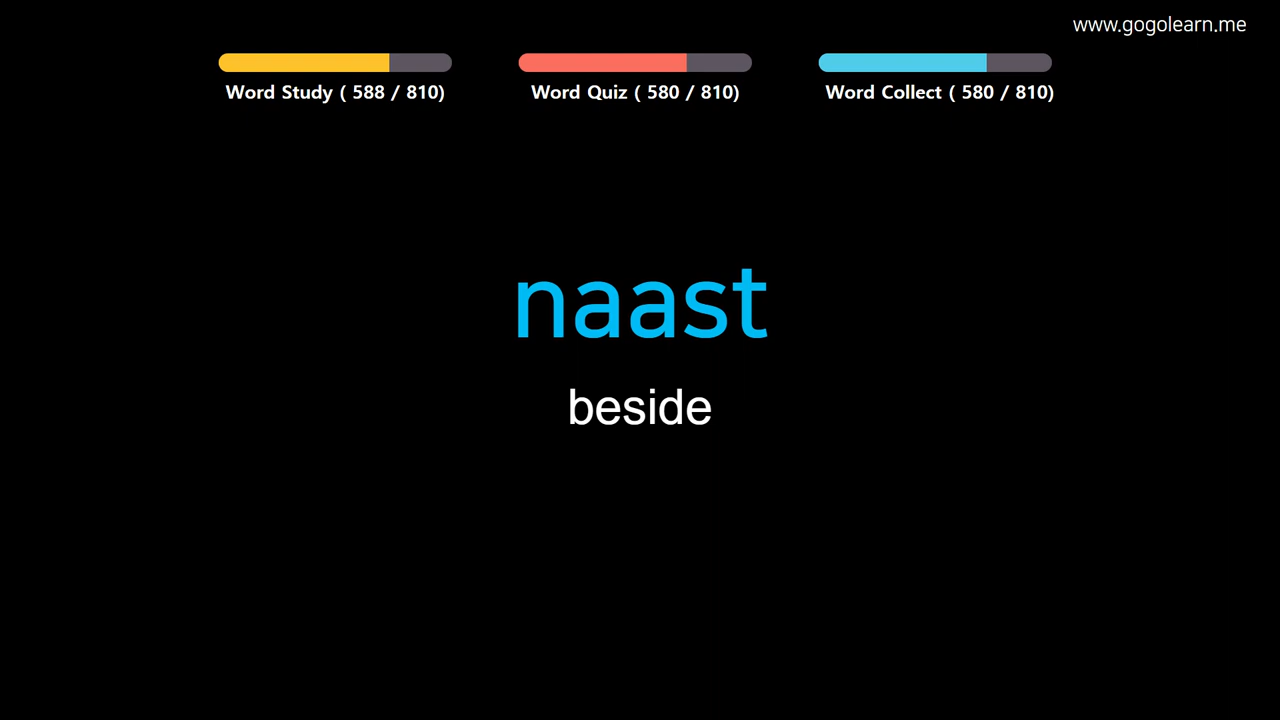 www.gogolearn.me
Word Study ( 588 / 810)
Word Quiz ( 580 / 810)
Word Collect ( 580 / 810)
naast
beside